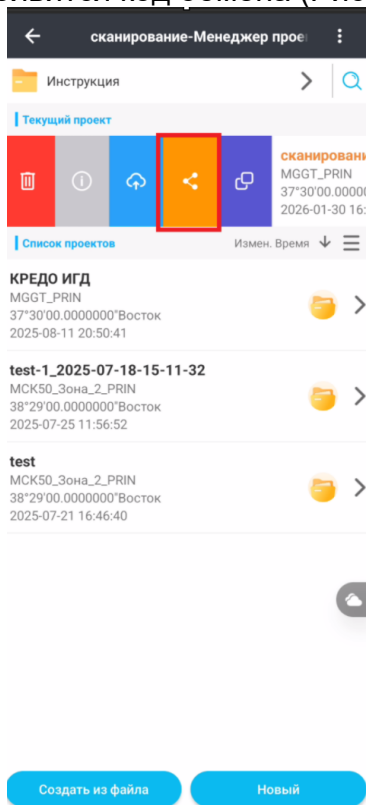 сканирование-Менеджер прое
Инструкция
Текущий проект
сканировани
MGGT_PRIN
37°30'00.0000
2026-01-30 16:
Список проектов
Измен. Время
КРЕДО ИГД
MGGT_PRIN
37°30'00.0000000"Восток
2025-08-11 20:50:41
test-1_2025-07-18-15-11-32
МСК50_Зона_2_PRIN
38°29'00.0000000"Восток
2025-07-25 11:56:52
test
МСК50_Зона_2_PRIN
38°29'00.0000000"Восток
2025-07-21 16:46:40
Создать из файла
Новый